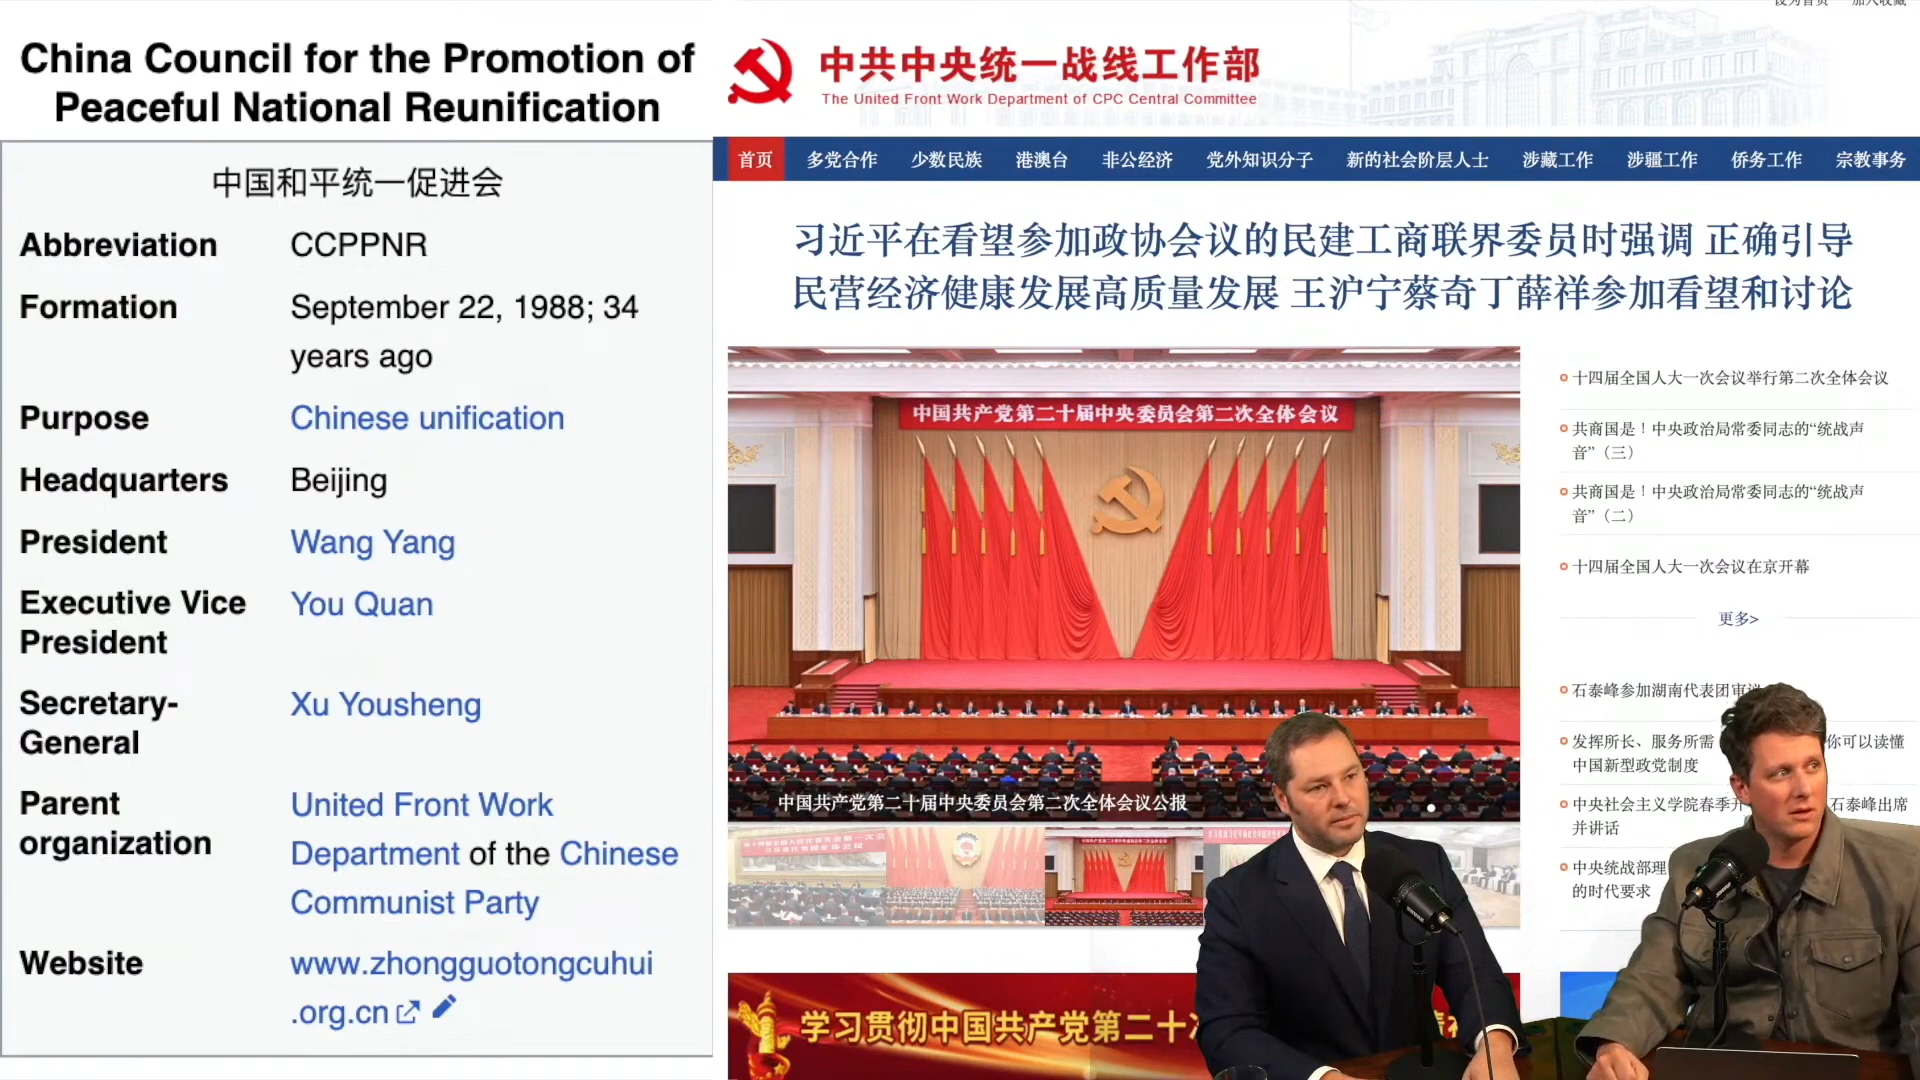 China Council for the Promotion of
Peaceful National Reunification
中国和平统一促进会
Abbreviation CCPPNR
Formation September 22, 1988; 34
years ago
Purpose Chinese unification
Headquarters Beijing
President Wang Yang
Executive Vice You Quan
President
Secretary- Xu Yousheng
General
Parent United Front Work
organization Department of the Chinese
Communist Party
Website www.zhongguotongcuhui
.org.cn
设为首页 加入收藏
中共中央统一战线工作部
The United Front Work Department of CPC Central Committee
首页 多党合作 少数民族 港澳台 非公经济 党外知识分子 新的社会阶层人士 涉藏工作 涉疆工作 侨务工作 宗教事务
习近平在看望参加政协会议的民建工商联界委员时强调 正确引导
民营经济健康发展高质量发展 王沪宁蔡奇丁薛祥参加看望和讨论
中国共产党第二十届中央委员会第二次全体会议
中国共产党第二十届中央委员会第二次全体会议公报
十四届全国人大一次会议举行第二次全体会议
共商国是！中央政治局常委同志的“统战声
音”（三）
共商国是！中央政治局常委同志的“统战声
音”（二）
十四届全国人大一次会议在京开幕
更多>
石泰峰参加湖南代表团审议
发挥所长、服务所需 你可以读懂
中国新型政党制度
中央社会主义学院春季开 石泰峰出席
并讲话
中央统战部理
的时代要求
学习贯彻中国共产党第二十